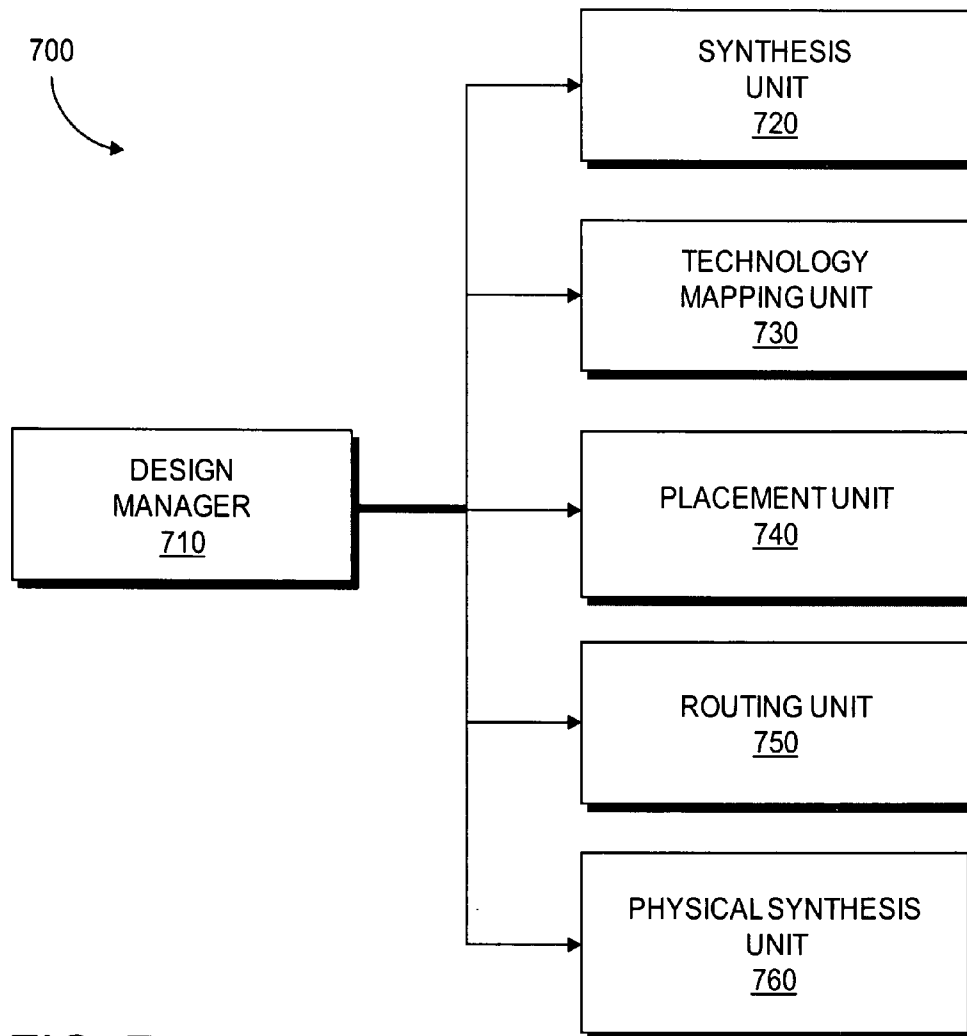 700
SYNTHESIS
UNIT
720
TECHNOLOGY
MAPPING UNIT
730
DESIGN
MANAGER
710
PLACEMENT UNIT
740
ROUTING UNIT
750
PHYSICAL SYNTHESIS
UNIT
760